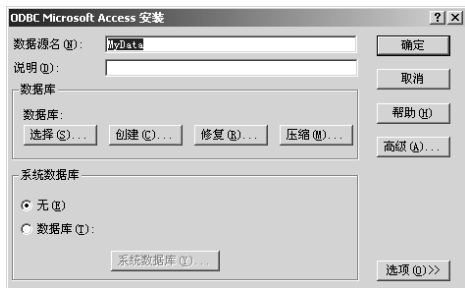 ODBC Microsoft Access 安装
数据源名(N): MyData
确定
说明(D):
取消
数据库
数据库:
帮助(H)
选择(S)... 创建(C)... 修复(R)... 压缩(M)...
高级(A)...
系统数据库
无(E)
数据库(T):
系统数据库(Y)...
选项(O)>>